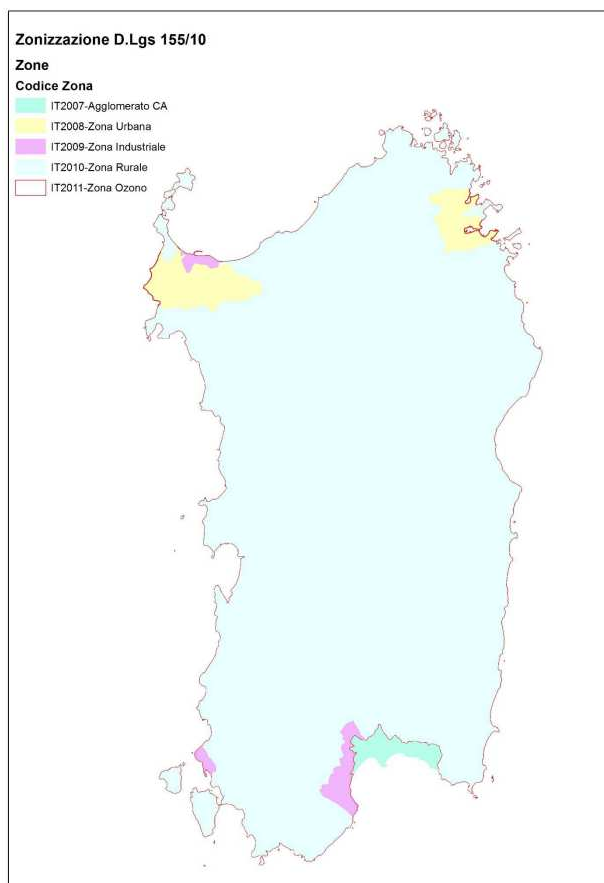 Zonizzazione D.Lgs 155/10
Zone
Codice Zona
IT2007-Agglomerato CA
IT2008-Zona Urbana
IT2009-Zona Industriale
IT2010-Zona Rurale
IT2011-Zona Ozono